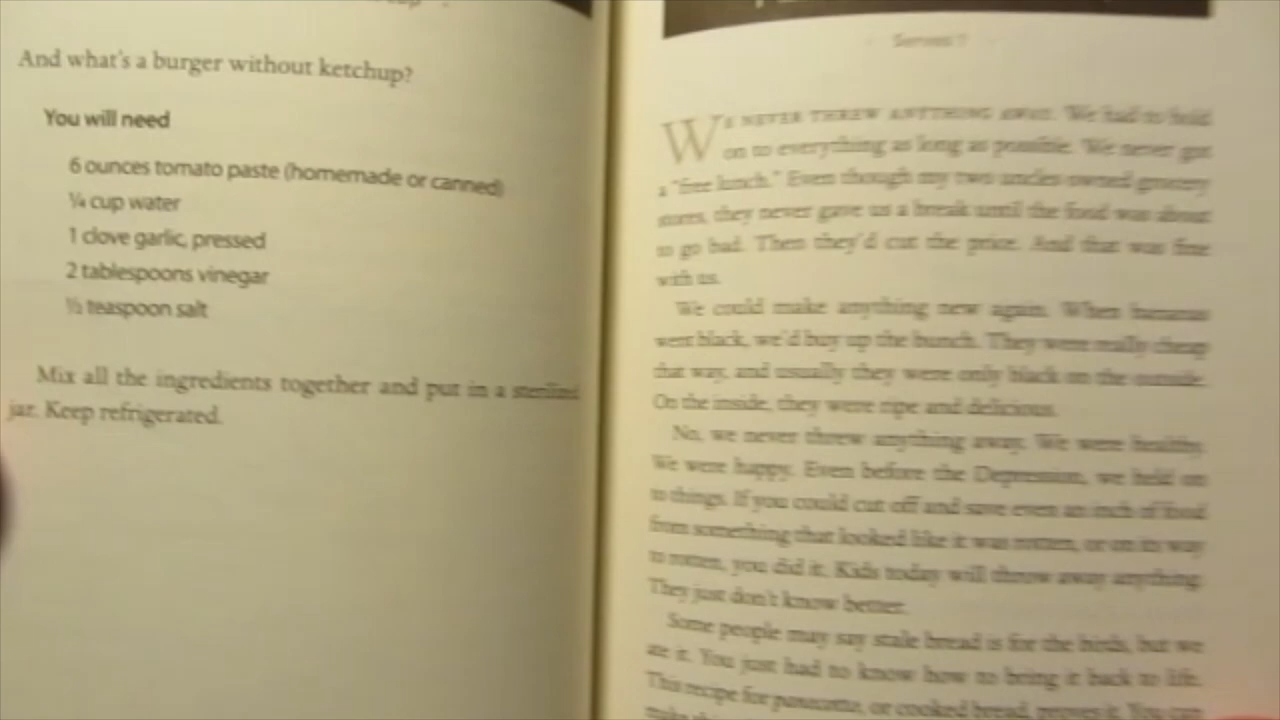 And what's a burger without ketchup?
You will need
6 ounces tomato paste (homemade or canned)
¼ cup water
1 clove garlic, pressed
2 tablespoons vinegar
½ teaspoon salt
Mix all the ingredients together and put in a sterilized
jar. Keep refrigerated.
WE NEVER THREW ANYTHING AWAY. We had to hold
on to everything as long as possible. We never got
a "free lunch." Even though my two uncles owned grocery
stores, they never gave us a break until the food was about
to go bad. Then they'd cut the price. And that was fine
with us.
We could make anything new again. When bananas
went black, we'd buy up the bunch. They were really cheap
that way, and usually they were only black on the outside.
On the inside, they were ripe and delicious.
No, we never threw anything away. We were healthy.
We were happy. Even before the Depression, we held on
to things. If you could cut off and save even an inch of food
from something that looked like it was rotten, or on its way
to rotten, you did it. Kids today will throw away anything.
They just don't know better.
Some people may say stale bread is for the birds, but we
ate it. You just had to know how to bring it back to life.
This recipe for pancotto, or cooked bread, proves it. You can